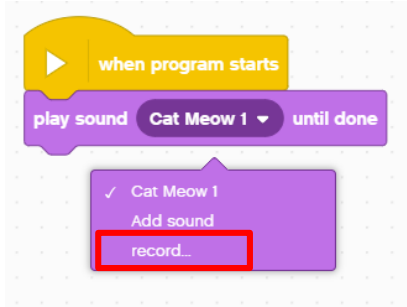 when program starts
play sound Cat Meow 1 until done
✓ Cat Meow 1
Add sound
record...